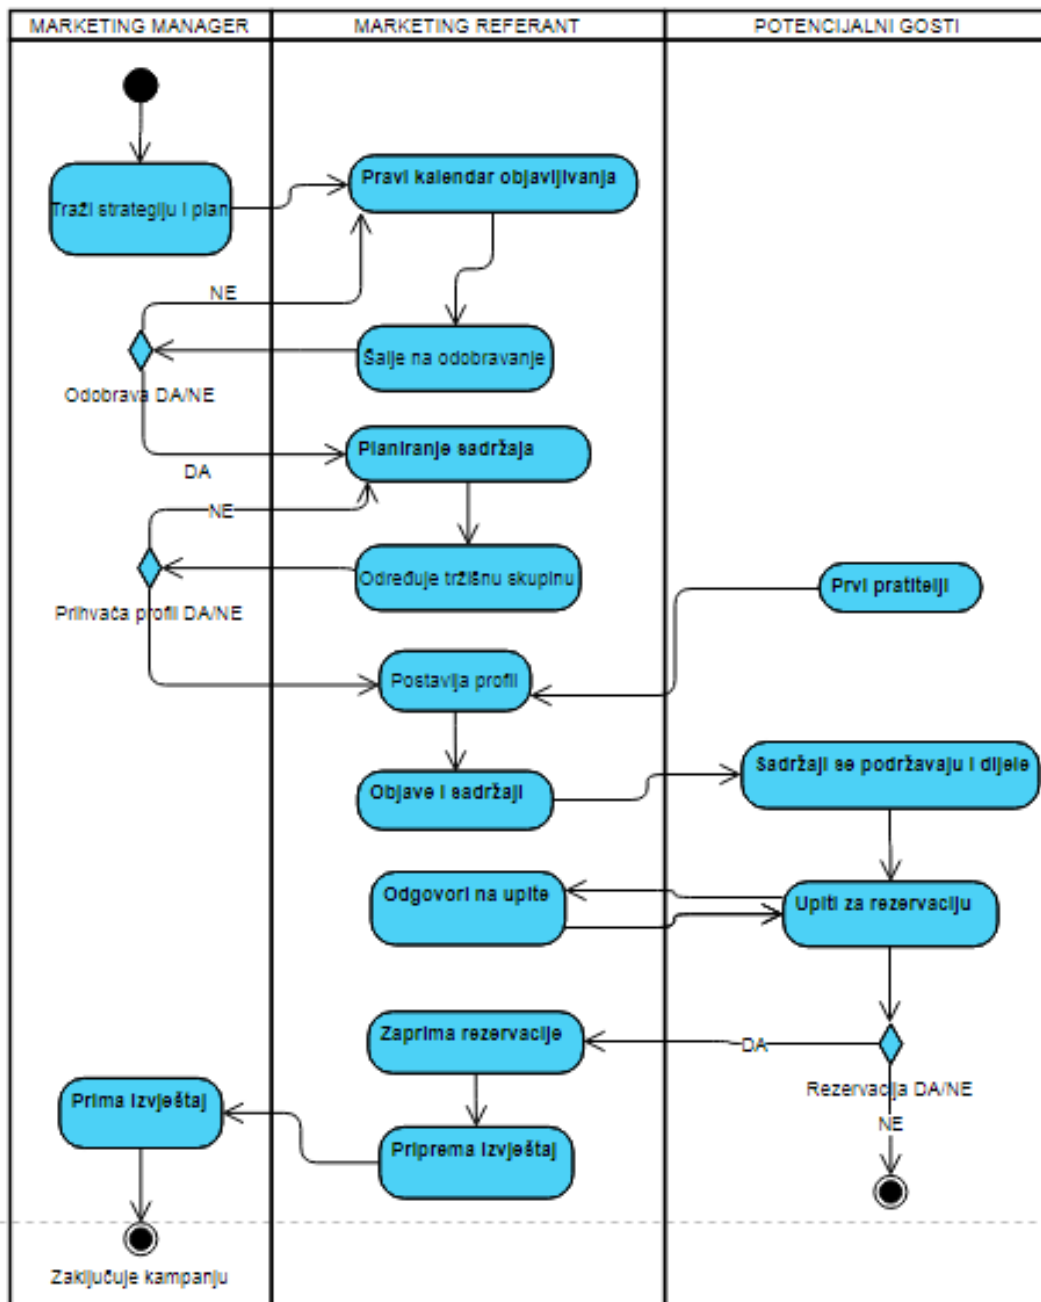 MARKETING MANAGER
MARKETING REFERANT
POTENCIJALNI GOSTI
Traži strategiju i plan
Pravi kalendar objavljivanja
NE
Šalje na odobravanje
Odobrava DA/NE
DA
Planiranje sadržaja
NE
Određuje tržišnu skupinu
Prihvača profil DA/NE
Prvi pratitelji
Postavlja profil
Objave i sadržaji
Sadržaji se podržavaju i dijele
Odgovori na upite
Upiti za rezervaciju
Zaprima rezervacije
DA
Rezervacija DA/NE
NE
Prima izvještaj
Priprema izvještaj
Zaključuje kampanju